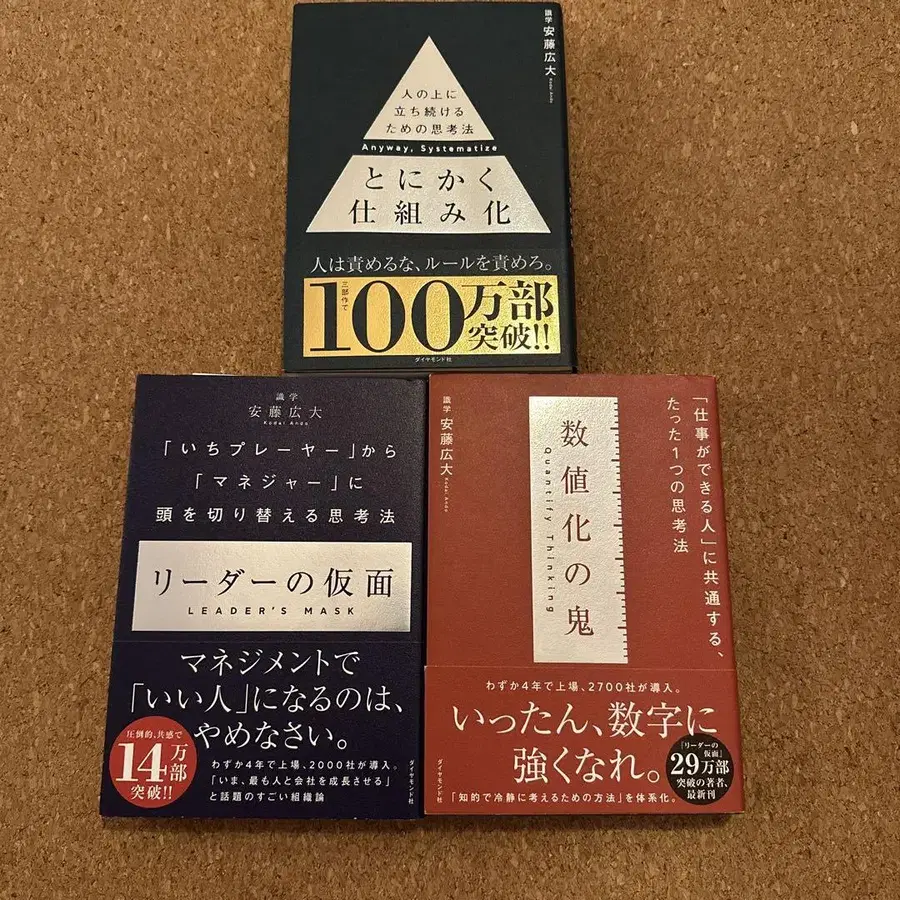 識学 安藤広大
Kodai Ando
人の上に
立ち続ける
ための思考法
Anyway, Systematize
とにかく
仕組み化
人は責めるな、ルールを責めろ。
三部作で
100万部
突破!!
ダイヤモンド社
識学
安藤広大
Kodai Ando
「いちプレーヤー」から
「マネジャー」に
頭を切り替える思考法
リーダーの仮面
LEADER'S MASK
マネジメントで
「いい人」になるのは、
やめなさい。
圧倒的、共感で
14万部
突破!!
わずか4年で上場、2000社が導入。
「いま、最も人と会社を成長させる」
と話題のすごい組織論
ダイヤモンド社
「仕事ができる人」に共通する、
たった1つの思考法
数値化の鬼
Quantify Thinking
識学 安藤広大
Kodai Ando
わずか4年で上場、2700社が導入。
いったん、数字に
強くなれ。
「知的で冷静に考えるための方法」を体系化。
『リーダーの
仮面』
29万部
突破の著者、
最新刊
ダイヤモンド社